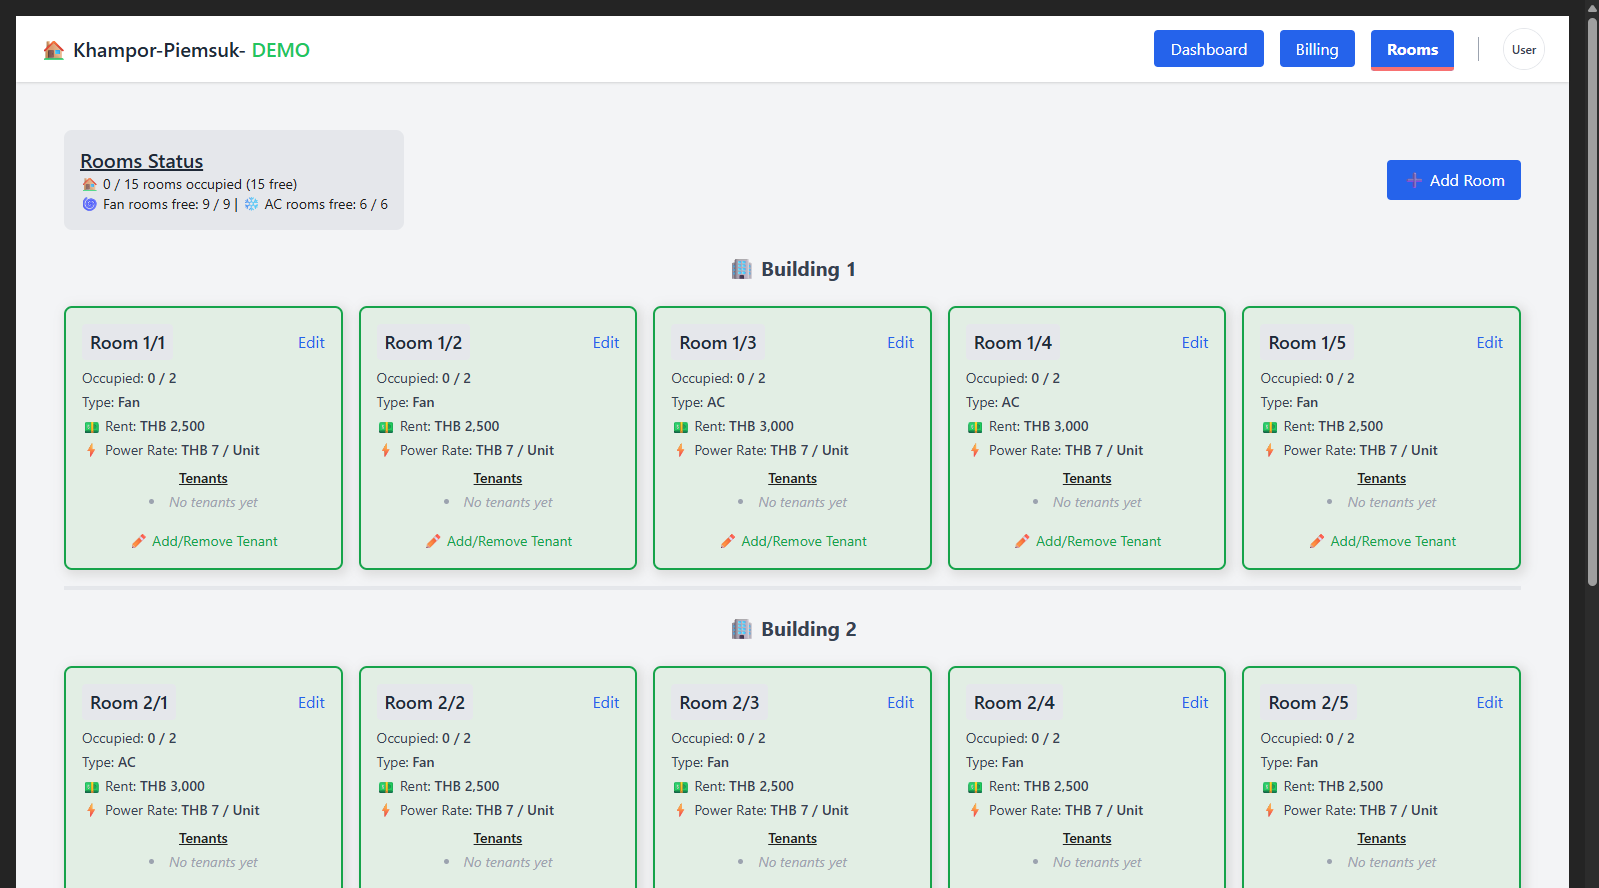 Khampor-Piemsuk- DEMO
Dashboard
Billing
Rooms
User
Rooms Status
0 / 15 rooms occupied (15 free)
Fan rooms free: 9 / 9 | AC rooms free: 6 / 6
Add Room
Building 1
Room 1/1
Edit
Occupied: 0 / 2
Type: Fan
Rent: THB 2,500
Power Rate: THB 7 / Unit
Tenants
• No tenants yet
Add/Remove Tenant
Room 1/2
Edit
Occupied: 0 / 2
Type: Fan
Rent: THB 2,500
Power Rate: THB 7 / Unit
Tenants
• No tenants yet
Add/Remove Tenant
Room 1/3
Edit
Occupied: 0 / 2
Type: AC
Rent: THB 3,000
Power Rate: THB 7 / Unit
Tenants
• No tenants yet
Add/Remove Tenant
Room 1/4
Edit
Occupied: 0 / 2
Type: AC
Rent: THB 3,000
Power Rate: THB 7 / Unit
Tenants
• No tenants yet
Add/Remove Tenant
Room 1/5
Edit
Occupied: 0 / 2
Type: Fan
Rent: THB 2,500
Power Rate: THB 7 / Unit
Tenants
• No tenants yet
Add/Remove Tenant
Building 2
Room 2/1
Edit
Occupied: 0 / 2
Type: AC
Rent: THB 3,000
Power Rate: THB 7 / Unit
Tenants
• No tenants yet
Room 2/2
Edit
Occupied: 0 / 2
Type: Fan
Rent: THB 2,500
Power Rate: THB 7 / Unit
Tenants
• No tenants yet
Room 2/3
Edit
Occupied: 0 / 2
Type: Fan
Rent: THB 2,500
Power Rate: THB 7 / Unit
Tenants
• No tenants yet
Room 2/4
Edit
Occupied: 0 / 2
Type: Fan
Rent: THB 2,500
Power Rate: THB 7 / Unit
Tenants
• No tenants yet
Room 2/5
Edit
Occupied: 0 / 2
Type: Fan
Rent: THB 2,500
Power Rate: THB 7 / Unit
Tenants
• No tenants yet